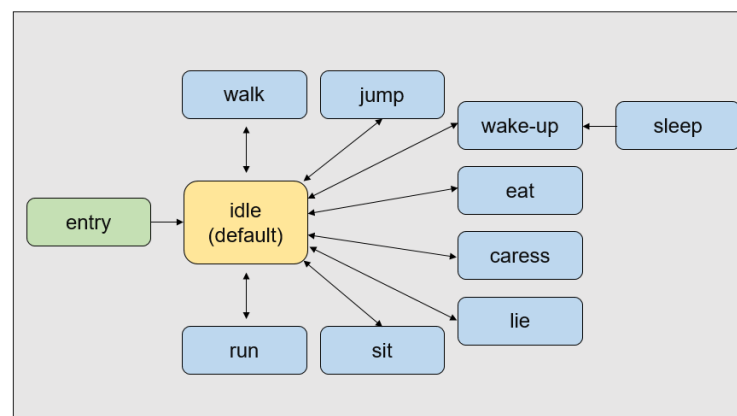 walk
jump
wake-up
sleep
entry
idle
(default)
eat
caress
lie
run
sit